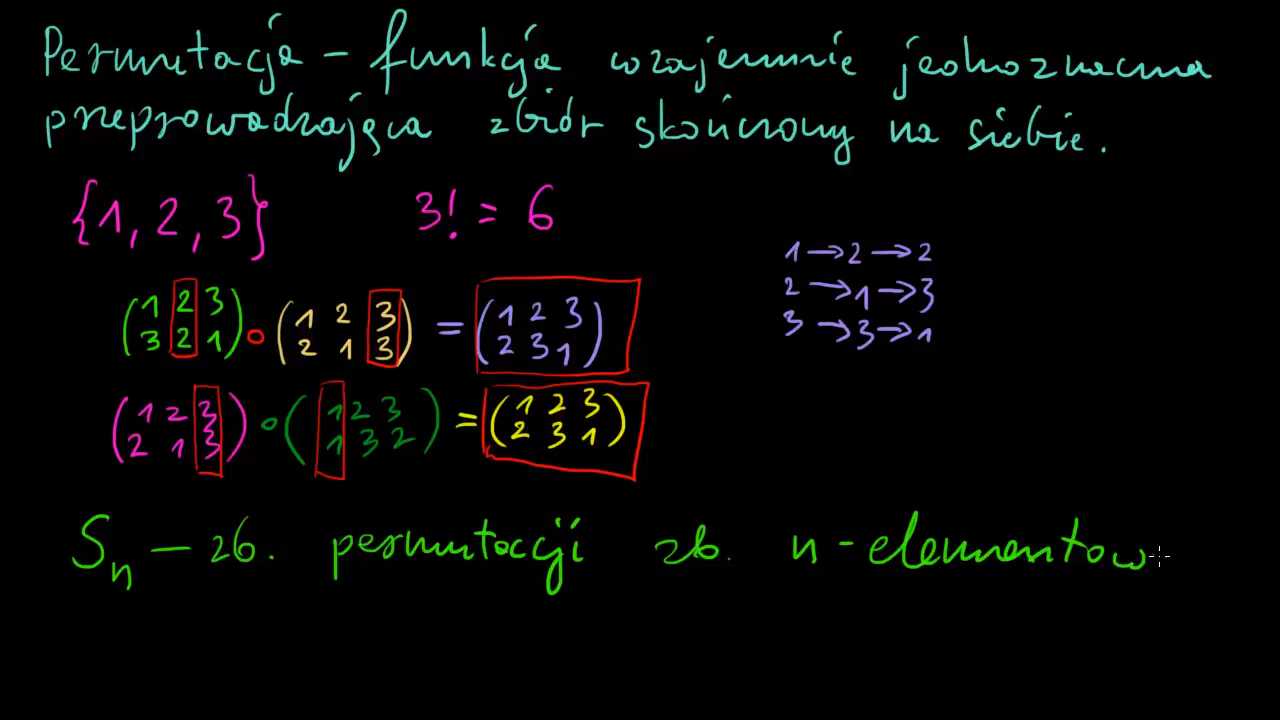 Permutacja – funkcja wzajemnie jednoznaczna
przeprowadzająca zbiór skończony na siebie.
{1, 2, 3} 3! = 6
1 → 2 → 2
2 → 1 → 3
3 → 3 → 1
(1 2 3 / 3 2 1) ∘ (1 2 3 / 2 1 3) = (1 2 3 / 2 3 1)
(1 2 3 / 2 1 3) ∘ (1 2 3 / 1 3 2) = (1 2 3 / 2 3 1)
Sₙ – zb. permutacji zb. n-elementow